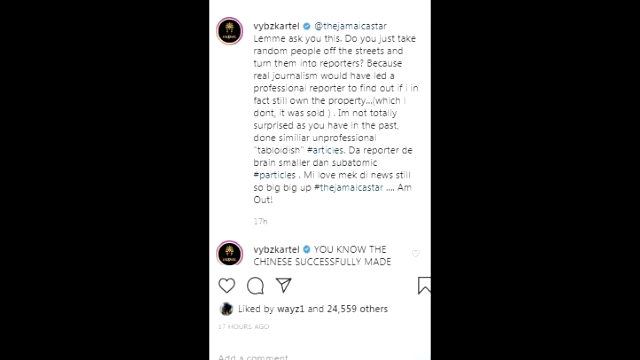 vybzkartel @thejamaicastar
Lemme ask you this. Do you just take
random people off the streets and
turn them into reporters? Because
real journalism would have led a
professional reporter to find out if i in
fact still own the property...(which i
dont, it was sold ) . Im not totally
surprised as you have in the past,
done similiar unprofessional
"tabloidish" #articles. Da reporter de
brain smaller dan subatomic
#particles . Mi love mek di news still
so big big up #thejamaicastar .... Am
Out!
17h
vybzkartel YOU KNOW THE
CHINESE SUCCESSFULLY MADE
Liked by wayz1 and 24,559 others
17 HOURS AGO
Add a comment